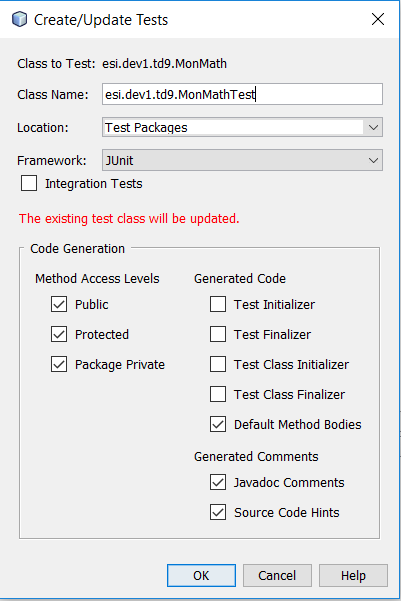 Create/Update Tests
Class to Test: esi.dev1.td9.MonMath
Class Name: esi.dev1.td9.MonMathTest
Location: Test Packages
Framework: JUnit
Integration Tests
The existing test class will be updated.
Code Generation
Method Access Levels
Public
Protected
Package Private
Generated Code
Test Initializer
Test Finalizer
Test Class Initializer
Test Class Finalizer
Default Method Bodies
Generated Comments
Javadoc Comments
Source Code Hints
OK Cancel Help